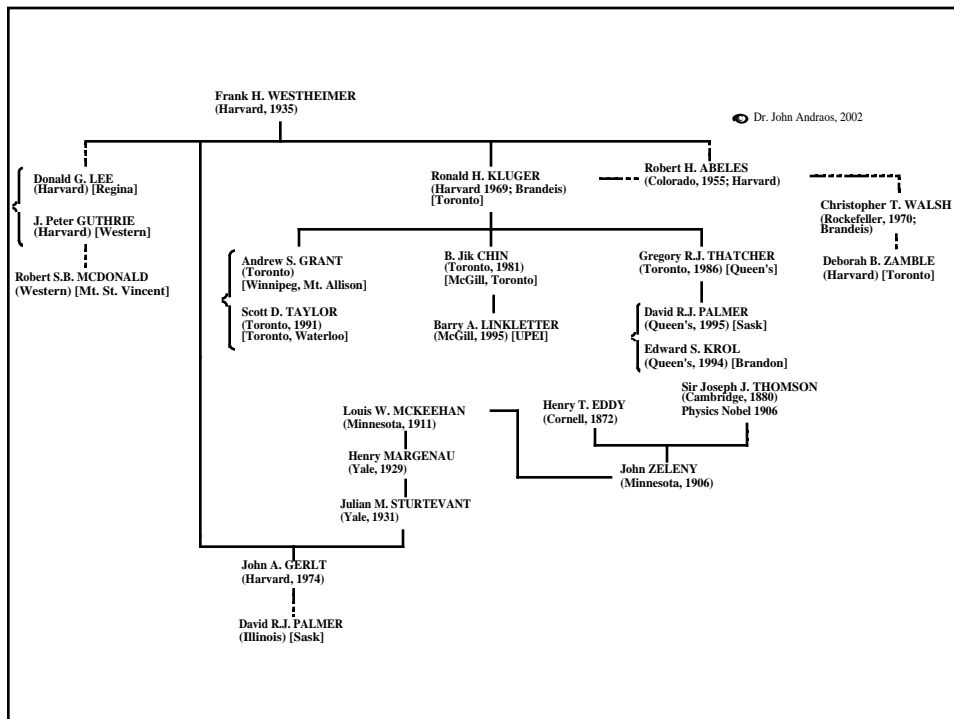 Frank H. WESTHEIMER
(Harvard, 1935)
Dr. John Andraos, 2002
Donald G. LEE
(Harvard) [Regina]
J. Peter GUTHRIE
(Harvard) [Western]
Robert S.B. MCDONALD
(Western) [Mt. St. Vincent]
Ronald H. KLUGER
(Harvard 1969; Brandeis)
[Toronto]
Robert H. ABELES
(Colorado, 1955; Harvard)
Christopher T. WALSH
(Rockefeller, 1970;
Brandeis)
Deborah B. ZAMBLE
(Harvard) [Toronto]
Andrew S. GRANT
(Toronto)
[Winnipeg, Mt. Allison]
Scott D. TAYLOR
(Toronto, 1991)
[Toronto, Waterloo]
B. Jik CHIN
(Toronto, 1981)
[McGill, Toronto]
Barry A. LINKLETTER
(McGill, 1995) [UPEI]
Gregory R.J. THATCHER
(Toronto, 1986) [Queen's]
David R.J. PALMER
(Queen's, 1995) [Sask]
Edward S. KROL
(Queen's, 1994) [Brandon]
Sir Joseph J. THOMSON
(Cambridge, 1880)
Physics Nobel 1906
Henry T. EDDY
(Cornell, 1872)
Louis W. MCKEEHAN
(Minnesota, 1911)
Henry MARGENAU
(Yale, 1929)
John ZELENY
(Minnesota, 1906)
Julian M. STURTEVANT
(Yale, 1931)
John A. GERLT
(Harvard, 1974)
David R.J. PALMER
(Illinois) [Sask]